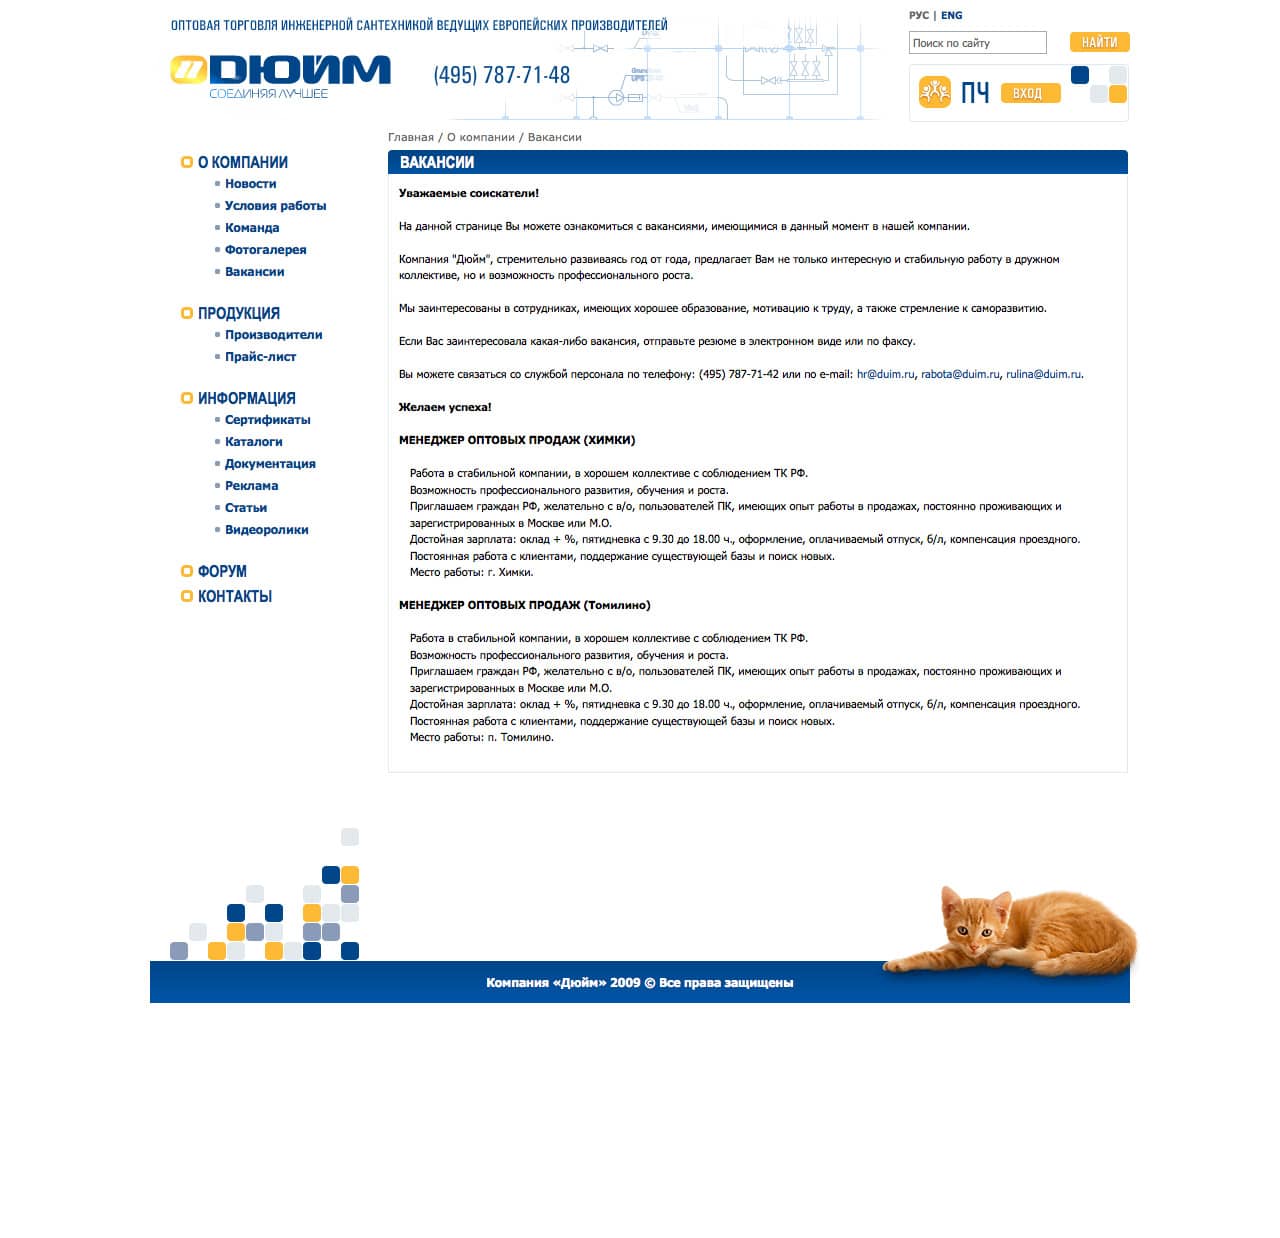 ОПТОВАЯ ТОРГОВЛЯ ИНЖЕНЕРНОЙ САНТЕХНИКОЙ ВЕДУЩИХ ЕВРОПЕЙСКИХ ПРОИЗВОДИТЕЛЕЙ
РУС | ENG
Поиск по сайту
НАЙТИ
ДЮЙМ
СОЕДИНЯЯ ЛУЧШЕЕ
(495) 787-71-48
ПЧ
ВХОД
Главная / О компании / Вакансии
О КОМПАНИИ
Новости
Условия работы
Команда
Фотогалерея
Вакансии
ПРОДУКЦИЯ
Производители
Прайс-лист
ИНФОРМАЦИЯ
Сертификаты
Каталоги
Документация
Реклама
Статьи
Видеоролики
ФОРУМ
КОНТАКТЫ
ВАКАНСИИ
Уважаемые соискатели!
На данной странице Вы можете ознакомиться с вакансиями, имеющимися в данный момент в нашей компании.
Компания "Дюйм", стремительно развиваясь год от года, предлагает Вам не только интересную и стабильную работу в дружном
коллективе, но и возможность профессионального роста.
Мы заинтересованы в сотрудниках, имеющих хорошее образование, мотивацию к труду, а также стремление к саморазвитию.
Если Вас заинтересовала какая-либо вакансия, отправьте резюме в электронном виде или по факсу.
Вы можете связаться со службой персонала по телефону: (495) 787-71-42 или по e-mail: hr@duim.ru, rabota@duim.ru, rulina@duim.ru.
Желаем успеха!
МЕНЕДЖЕР ОПТОВЫХ ПРОДАЖ (ХИМКИ)
Работа в стабильной компании, в хорошем коллективе с соблюдением ТК РФ.
Возможность профессионального развития, обучения и роста.
Приглашаем граждан РФ, желательно с в/о, пользователей ПК, имеющих опыт работы в продажах, постоянно проживающих и
зарегистрированных в Москве или М.О.
Достойная зарплата: оклад + %, пятидневка с 9.30 до 18.00 ч., оформление, оплачиваемый отпуск, б/л, компенсация проездного.
Постоянная работа с клиентами, поддержание существующей базы и поиск новых.
Место работы: г. Химки.
МЕНЕДЖЕР ОПТОВЫХ ПРОДАЖ (Томилино)
Работа в стабильной компании, в хорошем коллективе с соблюдением ТК РФ.
Возможность профессионального развития, обучения и роста.
Приглашаем граждан РФ, желательно с в/о, пользователей ПК, имеющих опыт работы в продажах, постоянно проживающих и
зарегистрированных в Москве или М.О.
Достойная зарплата: оклад + %, пятидневка с 9.30 до 18.00 ч., оформление, оплачиваемый отпуск, б/л, компенсация проездного.
Постоянная работа с клиентами, поддержание существующей базы и поиск новых.
Место работы: п. Томилино.
Компания «Дюйм» 2009 © Все права защищены